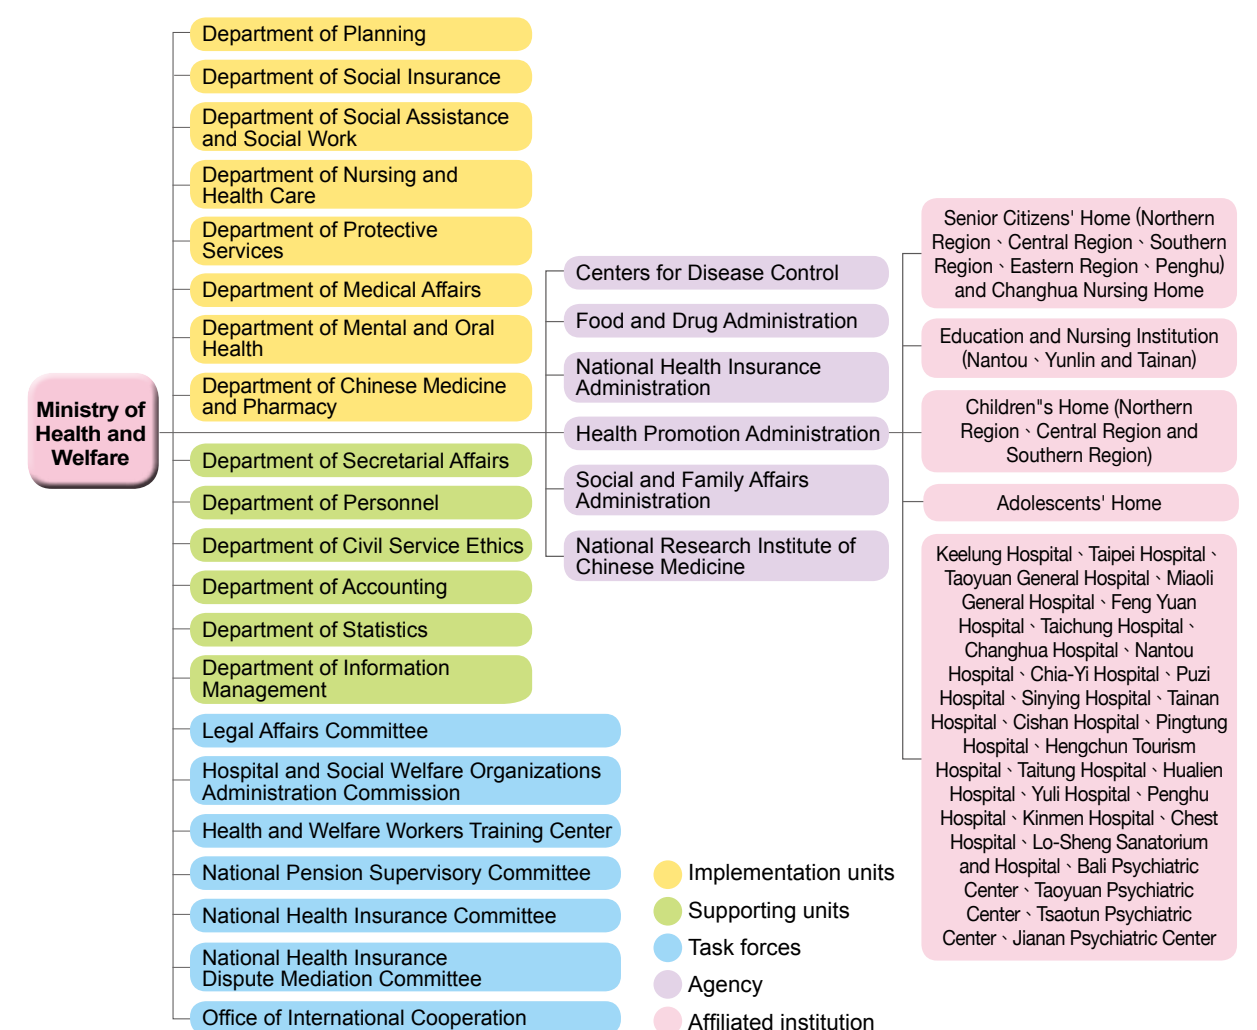 Ministry of
Health and
Welfare
Department of Planning
Department of Social Insurance
Department of Social Assistance
and Social Work
Department of Nursing and
Health Care
Department of Protective
Services
Department of Medical Affairs
Department of Mental and Oral
Health
Department of Chinese Medicine
and Pharmacy
Department of Secretarial Affairs
Department of Personnel
Department of Civil Service Ethics
Department of Accounting
Department of Statistics
Department of Information
Management
Legal Affairs Committee
Hospital and Social Welfare Organizations
Administration Commission
Health and Welfare Workers Training Center
National Pension Supervisory Committee
National Health Insurance Committee
National Health Insurance
Dispute Mediation Committee
Office of International Cooperation
Centers for Disease Control
Food and Drug Administration
National Health Insurance
Administration
Health Promotion Administration
Social and Family Affairs
Administration
National Research Institute of
Chinese Medicine
Senior Citizens' Home (Northern
Region、Central Region、Southern
Region、Eastern Region、Penghu)
and Changhua Nursing Home
Education and Nursing Institution
(Nantou、Yunlin and Tainan)
Children"s Home (Northern
Region、Central Region and
Southern Region)
Adolescents' Home
Keelung Hospital、Taipei Hospital、
Taoyuan General Hospital、Miaoli
General Hospital、Feng Yuan
Hospital、Taichung Hospital、
Changhua Hospital、Nantou
Hospital、Chia-Yi Hospital、Puzi
Hospital、Sinying Hospital、Tainan
Hospital、Cishan Hospital、Pingtung
Hospital、Hengchun Tourism
Hospital、Taitung Hospital、Hualien
Hospital、Yuli Hospital、Penghu
Hospital、Kinmen Hospital、Chest
Hospital、Lo-Sheng Sanatorium
and Hospital、Bali Psychiatric
Center、Taoyuan Psychiatric
Center、Tsaotun Psychiatric
Center、Jianan Psychiatric Center
Implementation units
Supporting units
Task forces
Agency
Affiliated institution